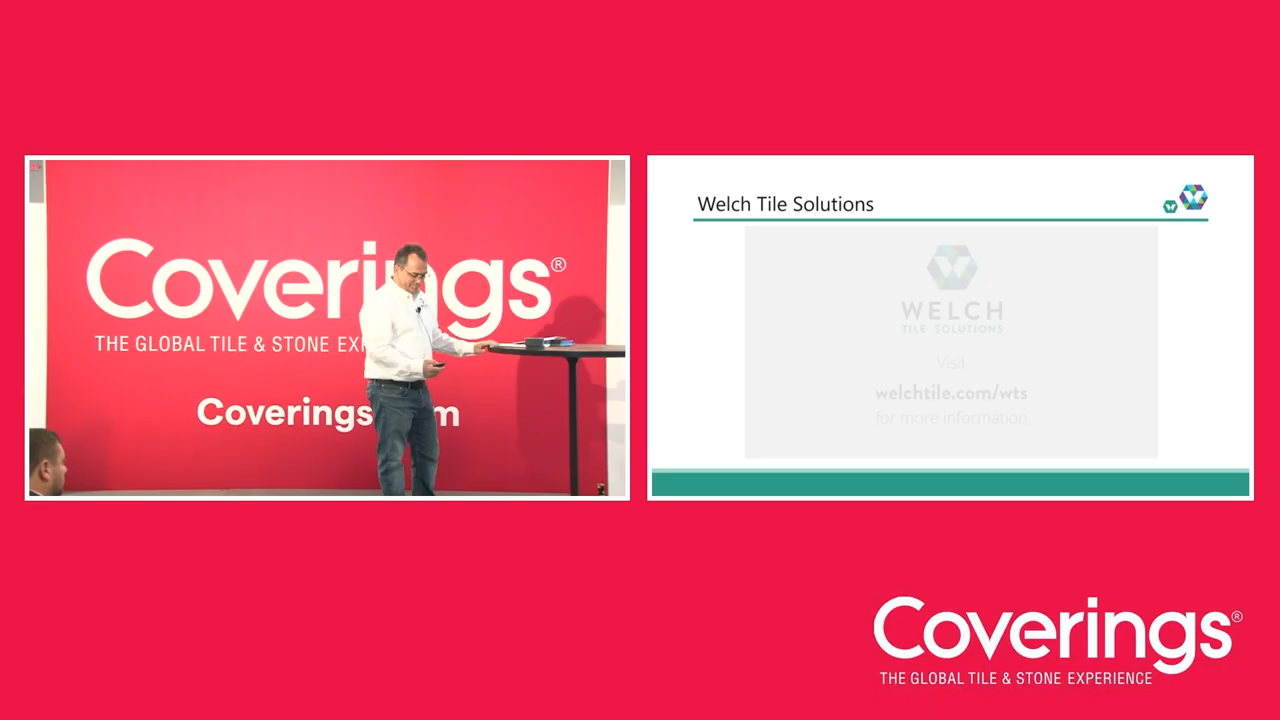 Coverings®
THE GLOBAL TILE & STONE EX
Coverings m
Welch Tile Solutions
WELCH
TILE SOLUTIONS
Visit
welchtile.com/wts
for more information
Coverings®
THE GLOBAL TILE & STONE EXPERIENCE